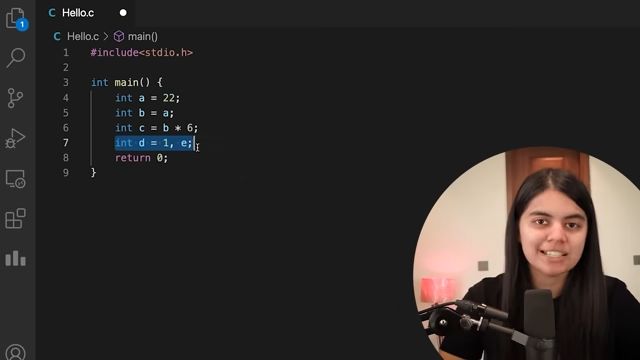 Hello.c
C Hello.c > main()
1
1 #include<stdio.h>
2
3 int main() {
4 int a = 22;
5 int b = a;
6 int c = b * 6;
7 int d = 1, e;
8 return 0;
9 }